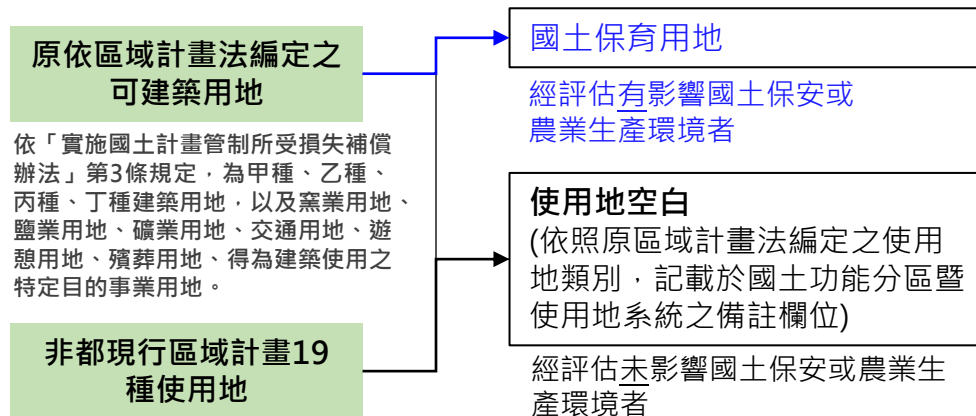 原依區域計畫法編定之
可建築用地
依「實施國土計畫管制所受損失補償
辦法」第3條規定，為甲種、乙種、
丙種、丁種建築用地，以及窯業用地、
鹽業用地、礦業用地、交通用地、遊
憩用地、殯葬用地、得為建築使用之
特定目的事業用地。
非都現行區域計畫19
種使用地
國土保育用地
經評估有影響國土保安或
農業生產環境者
使用地空白
(依照原區域計畫法編定之使用
地類別，記載於國土功能分區暨
使用地系統之備註欄位)
經評估未影響國土保安或農業生
產環境者